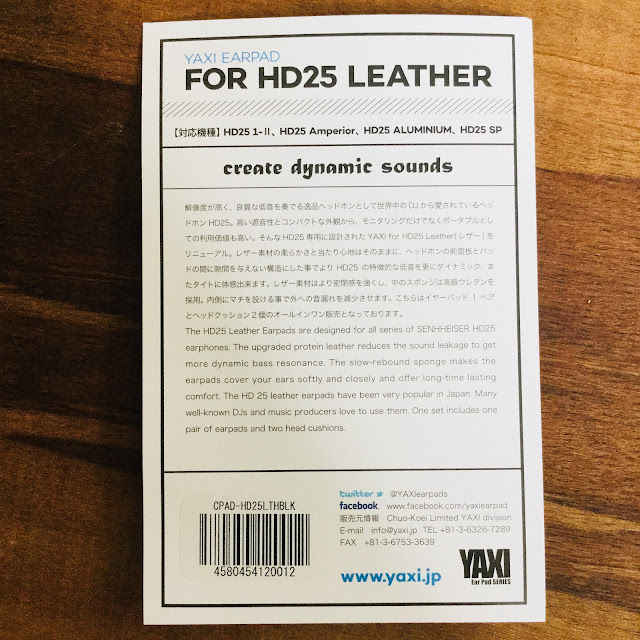 YAXI EARPAD
FOR HD25 LEATHER
【対応機種】HD25 1-II、HD25 Amperior、HD25 ALUMINIUM、HD25 SP
create dynamic sounds
解像度が高く、良質な低音を奏でる逸品ヘッドホンとして世界中のDJから愛されているヘッ
ドホンHD25。高い遮音性とコンパクトな外観から、モニタリングだけでなくポータブルとし
ての利用価値も高い。そんなHD25専用に設計されたYAXI for HD25 Leather(レザー)を
リニューアル。レザー素材の柔らかさと当たり心地はそのままに、ヘッドホンの前面板とパッ
ドの間に隙間を与えない構造にした事でより HD25 の特徴的な低音を更にダイナミック、ま
たタイトに体感出来ます。レザー素材はより密閉感を強くし、中のスポンジは高級ウレタンを
採用。内側にマチを設ける事で外への音漏れを減少させます。こちらはイヤーパッド 1 ペア
とヘッドクッション2個のオールインワン販売となっております。
The HD25 Leather Earpads are designed for all series of SENHHEISER HD25
earphones. The upgraded protein leather reduces the sound leakage to get
more dynamic bass resonance. The slow-rebound sponge makes the
earpads cover your ears softly and closely and offer long-time lasting
comfort. The HD 25 leather earpads have been very popular in Japan. Many
well-known DJs and music producers love to use them. One set includes one
pair of earpads and two head cushions.
CPAD-HD25LTHBLK
4580454120012
twitter @YAXIearpads
facebook www.facebook.com/yaxiearpad
販売元情報 Chuo-Koei Limited YAXI division
E-mail info@yaxi.jp TEL +81-3-6326-7289
FAX +81-3-6753-3639
www.yaxi.jp
YAXI
Ear Pad SERIES